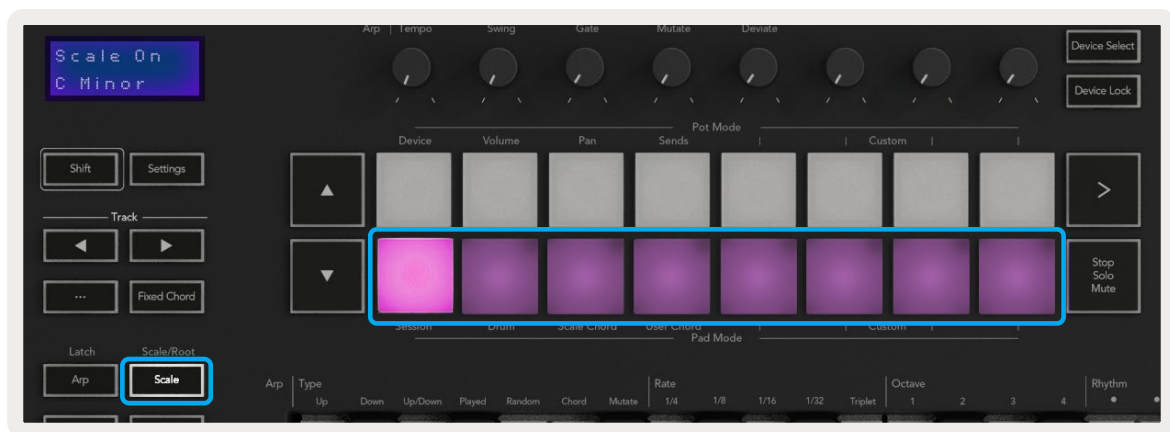 Scale On
C Minor
Arp | Tempo Swing Gate Mutate Deviate
Device Select
Device Lock
Pot Mode
Device Volume Pan Sends Custom
Shift Settings
Track
... Fixed Chord
Stop
Solo
Mute
Session Drum Scale Chord User Chord Custom
Pad Mode
Latch Scale/Root
Arp Scale
Arp Type Rate Octave Rhythm
Up Down Up/Down Played Random Chord Mutate 1/4 1/8 1/16 1/32 Triplet 1 2 3 4